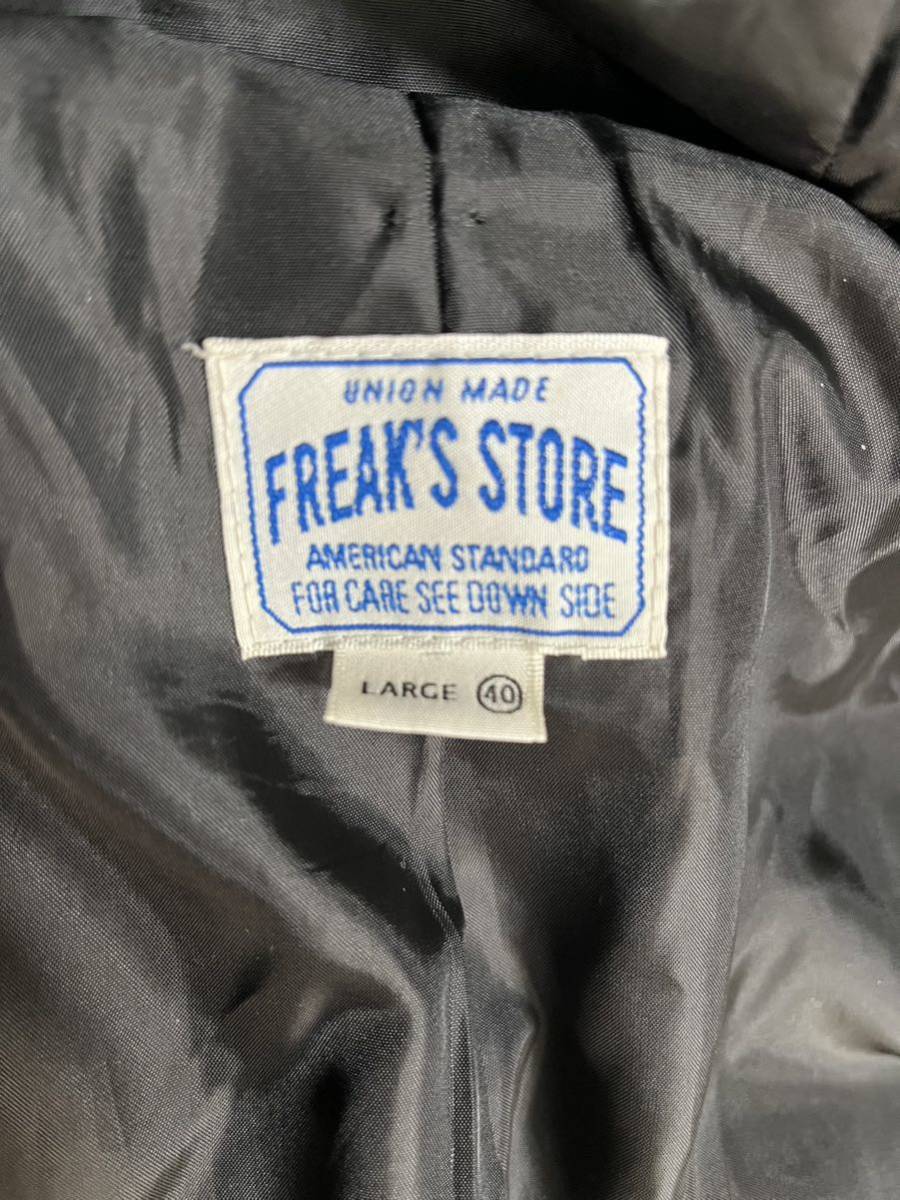 UNION MADE
FREAK'S STORE
AMERICAN STANDARD
FOR CARE SEE DOWN SIDE
LARGE 40